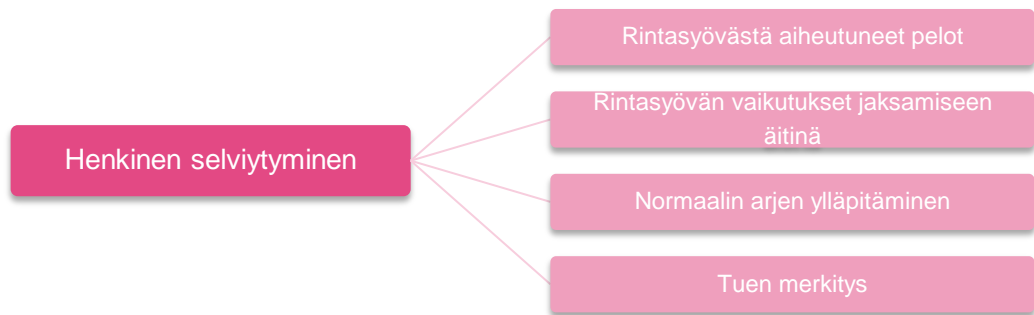 Rintasyövästä aiheutuneet pelot
Rintasyövän vaikutukset jaksamiseen
äitinä
Henkinen selviytyminen
Normaalin arjen ylläpitäminen
Tuen merkitys